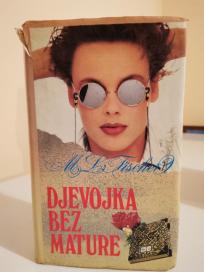 M. L. Fischer
DJEVOJKA
BEZ
MATURE